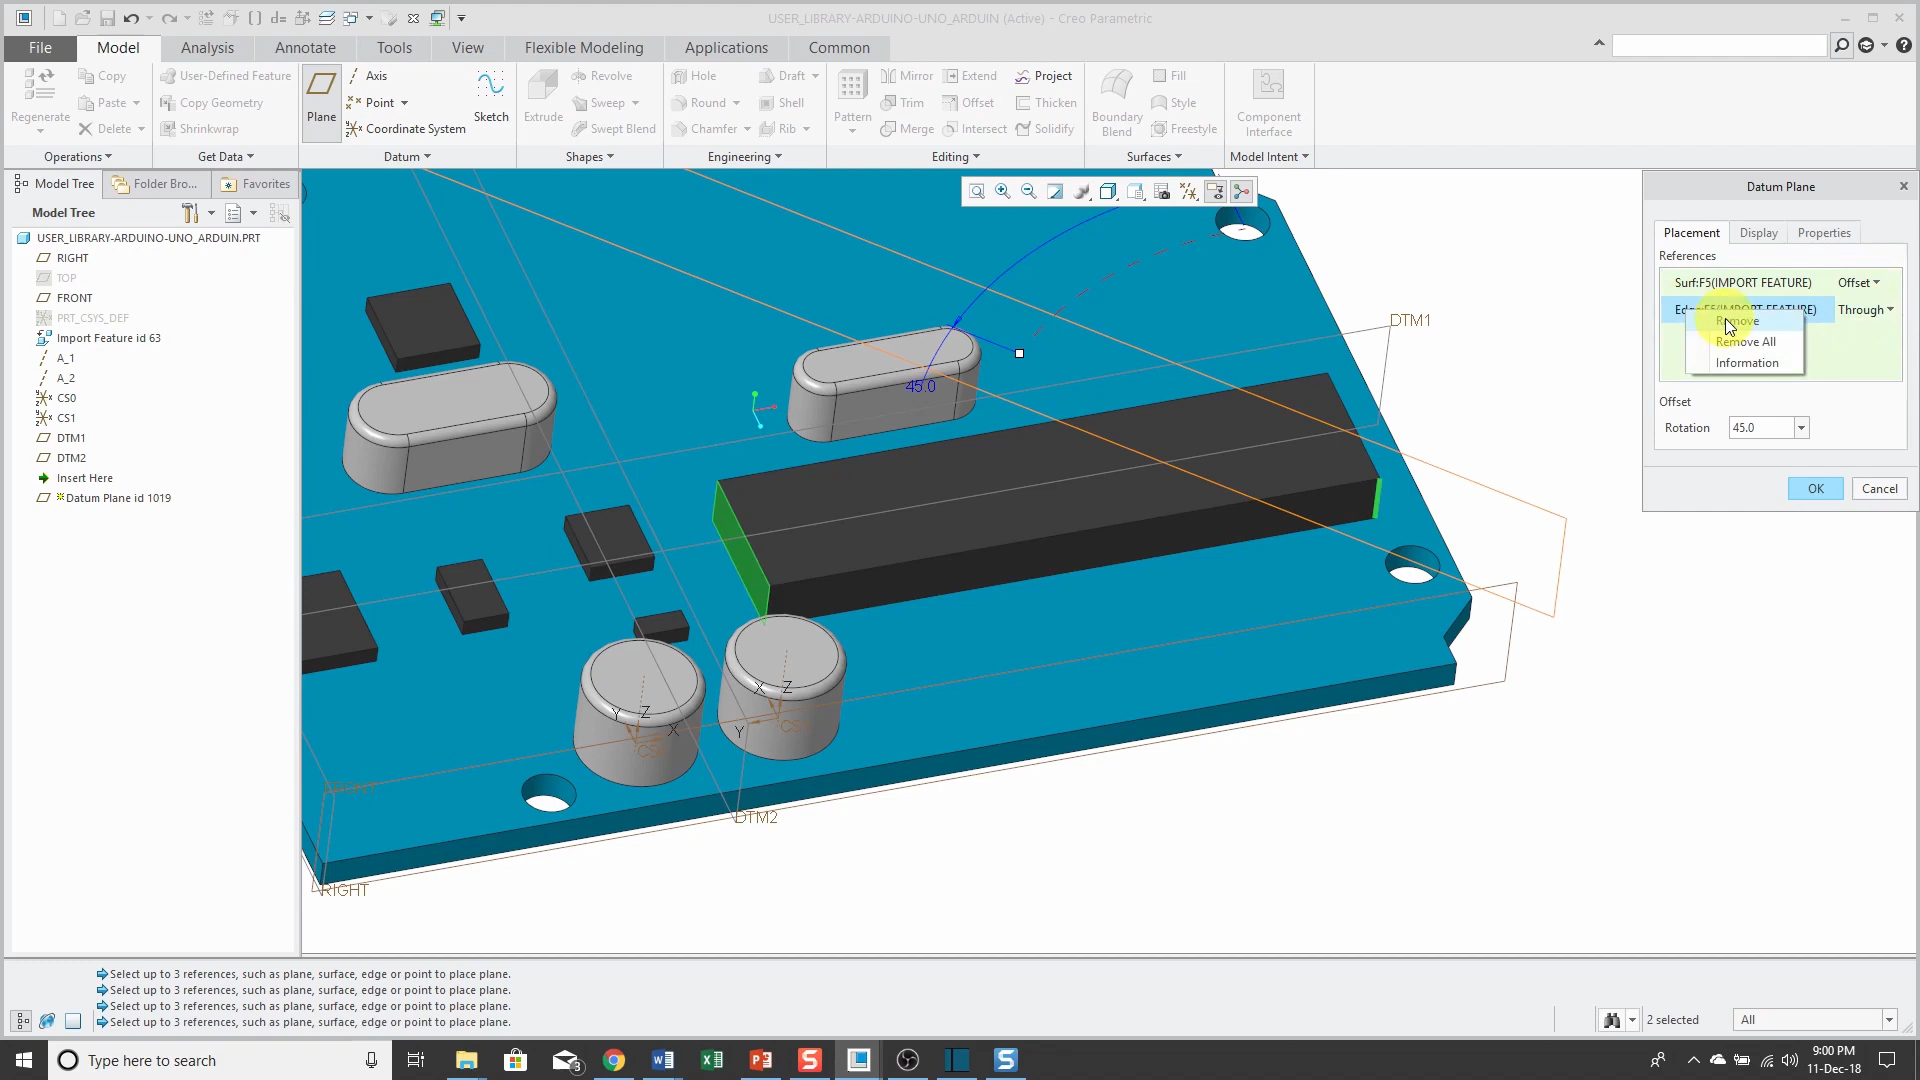 USER_LIBRARY-ARDUINO-UNO_ARDUIN (Active) - Creo Parametric
File Model Analysis Annotate Tools View Flexible Modeling Applications Common
Regenerate
Copy
Paste
Delete
User-Defined Feature
Copy Geometry
Shrinkwrap
Plane
Axis
Point
Coordinate System
Sketch
Extrude
Revolve
Sweep
Swept Blend
Hole
Round
Chamfer
Draft
Shell
Rib
Pattern
Mirror
Trim
Merge
Extend
Offset
Intersect
Project
Thicken
Solidify
Boundary Blend
Fill
Style
Freestyle
Component Interface
Operations Get Data Datum Shapes Engineering Editing Surfaces Model Intent
Model Tree Folder Bro... Favorites
Model Tree
USER_LIBRARY-ARDUINO-UNO_ARDUIN.PRT
RIGHT
TOP
FRONT
PRT_CSYS_DEF
Import Feature id 63
A_1
A_2
CS0
CS1
DTM1
DTM2
Insert Here
Datum Plane id 1019
DTM1
45.0
X Z
Y
Y Z
X
FRONT
DTM2
RIGHT
Datum Plane
Placement Display Properties
References
Surf:F5(IMPORT FEATURE) Offset
Edge:F5(IMPORT FEATURE) Through
Remove
Remove All
Information
Offset
Rotation 45.0
OK Cancel
Select up to 3 references, such as plane, surface, edge or point to place plane.
Select up to 3 references, such as plane, surface, edge or point to place plane.
Select up to 3 references, such as plane, surface, edge or point to place plane.
Select up to 3 references, such as plane, surface, edge or point to place plane.
2 selected All
Type here to search
3
9:00 PM
11-Dec-18